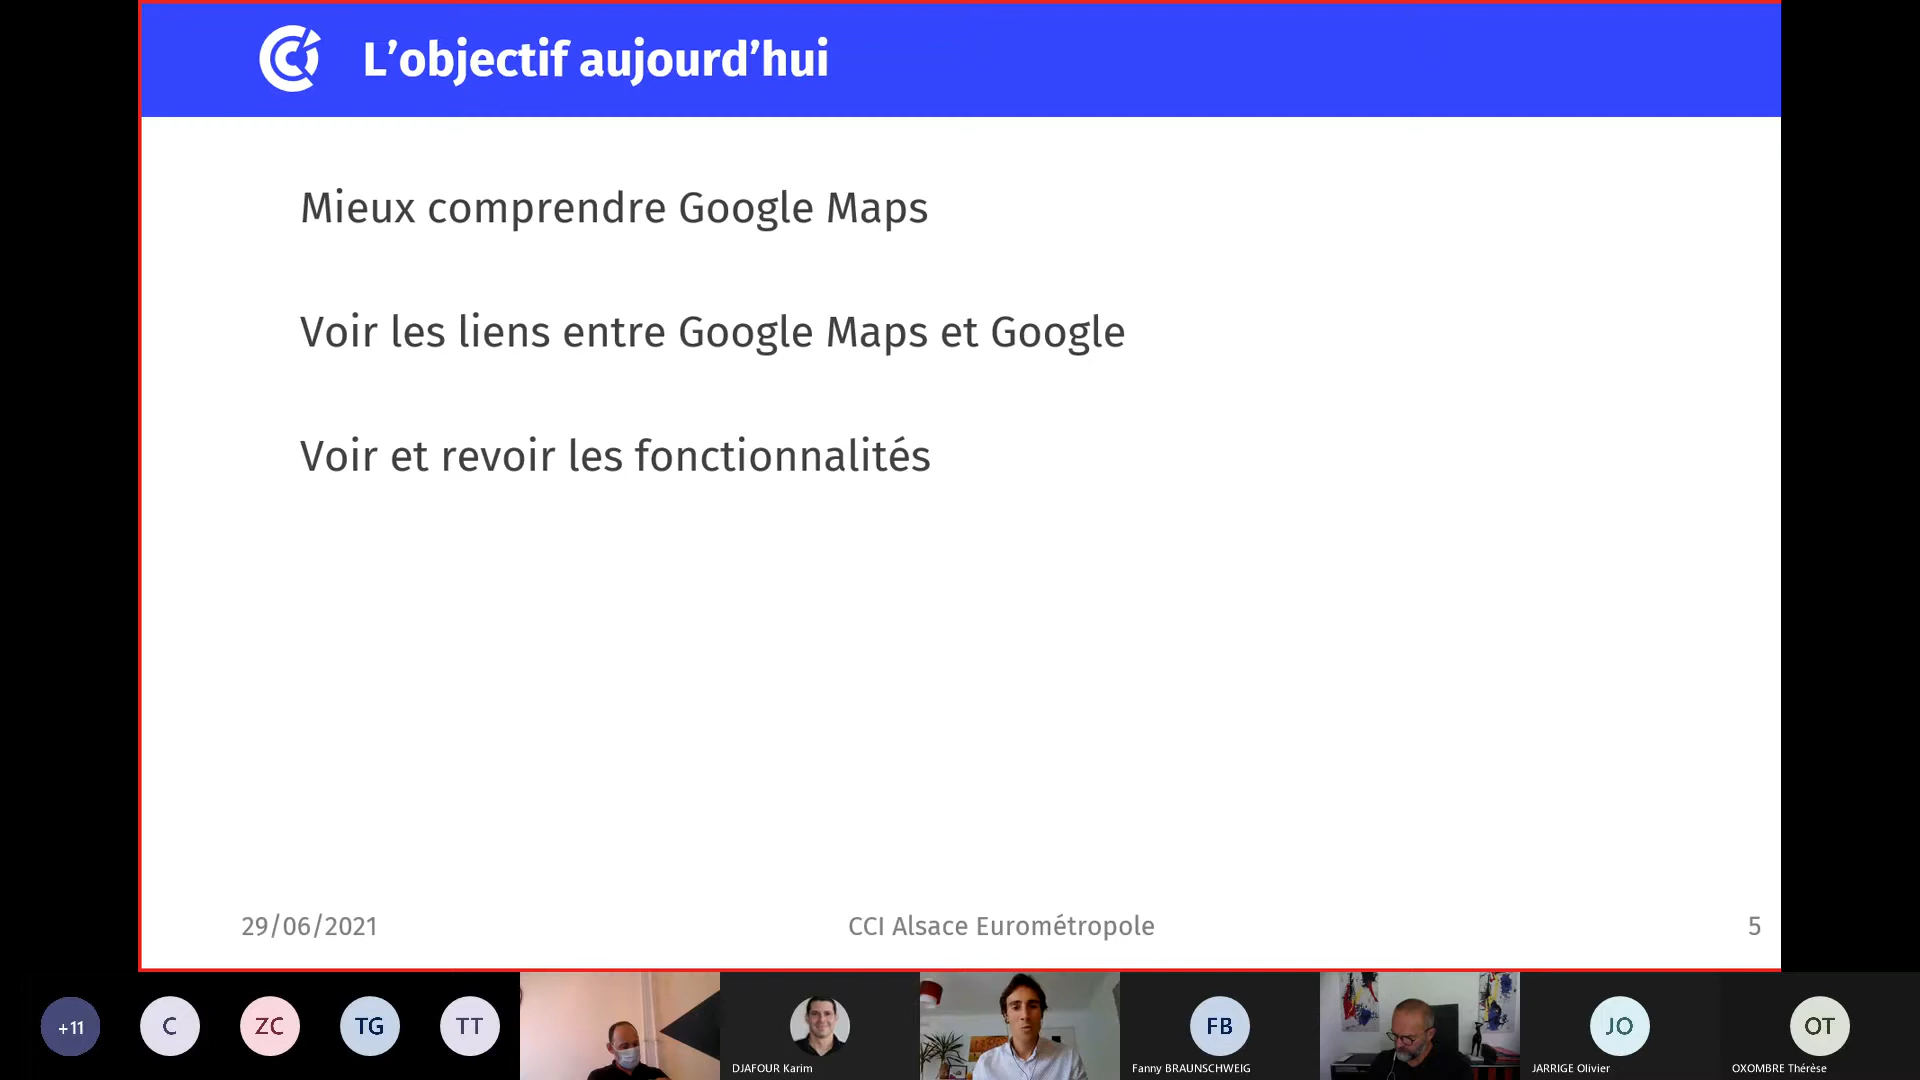 L’objectif aujourd’hui
Mieux comprendre Google Maps
Voir les liens entre Google Maps et Google
Voir et revoir les fonctionnalités
29/06/2021
CCI Alsace Eurométropole
5
+11
C
ZC
TG
TT
DJAFOUR Karim
FB
Fanny BRAUNSCHWEIG
JO
JARRIGE Olivier
OT
OXOMBRE Thérèse